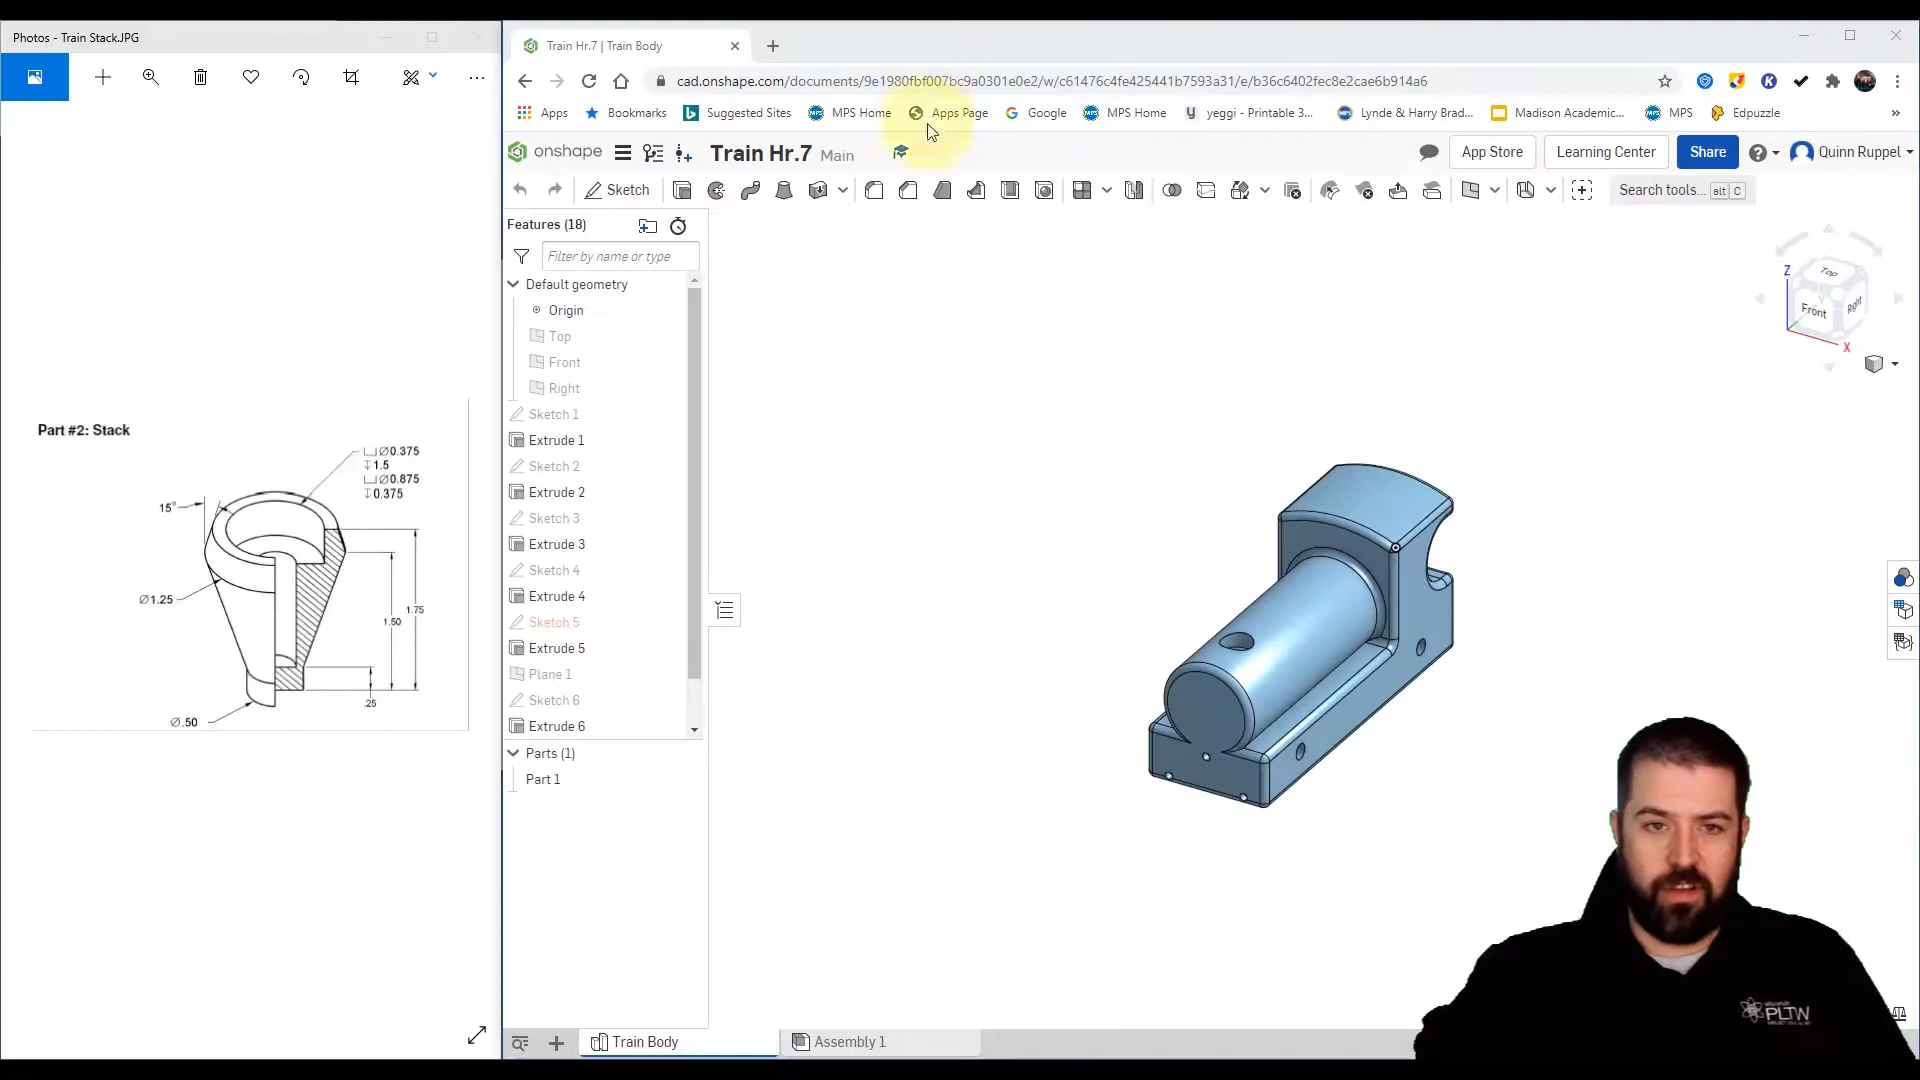 Photos - Train Stack.JPG
Part #2: Stack
⌴∅0.375
↧1.5
⌴∅0.875
↧0.375
15°
∅1.25
1.75
1.50
.25
∅.50
Train Hr.7 | Train Body
cad.onshape.com/documents/9e1980fbf007bc9a0301e0e2/w/c61476c4fe425441b7593a31/e/b36c6402fec8e2cae6b914a6
Apps Bookmarks Suggested Sites MPS Home Apps Page Google MPS Home yeggi - Printable 3... Lynde & Harry Brad... Madison Academic... MPS Edpuzzle »
onshape Train Hr.7 Main App Store Learning Center Share Quinn Ruppel
Sketch Search tools... alt C
Features (18)
Filter by name or type
Default geometry
Origin
Top
Front
Right
Sketch 1
Extrude 1
Sketch 2
Extrude 2
Sketch 3
Extrude 3
Sketch 4
Extrude 4
Sketch 5
Extrude 5
Plane 1
Sketch 6
Extrude 6
Parts (1)
Part 1
Z
Top
Y
Front
Right
X
PLTW
Train Body Assembly 1